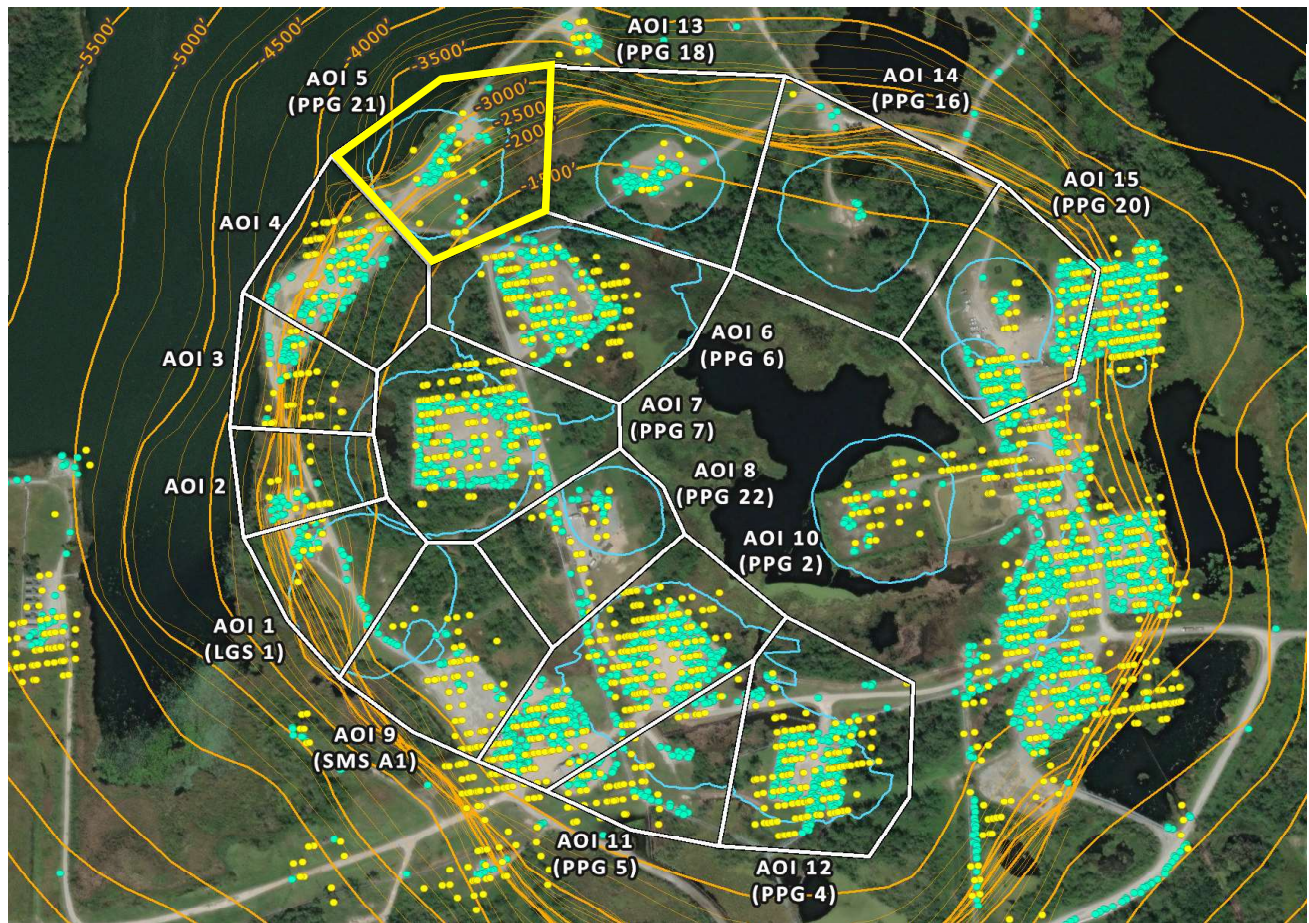 -5500'
-5000'
-4500'
-4000'
-3500'
-3000'
-2500'
-2000'
-1500'
AOI 13
(PPG 18)
AOI 5
(PPG 21)
AOI 14
(PPG 16)
AOI 15
(PPG 20)
AOI 4
AOI 3
AOI 6
(PPG 6)
AOI 7
(PPG 7)
AOI 2
AOI 8
(PPG 22)
AOI 10
(PPG 2)
AOI 1
(LGS 1)
AOI 9
(SMS A1)
AOI 11
(PPG 5)
AOI 12
(PPG 4)